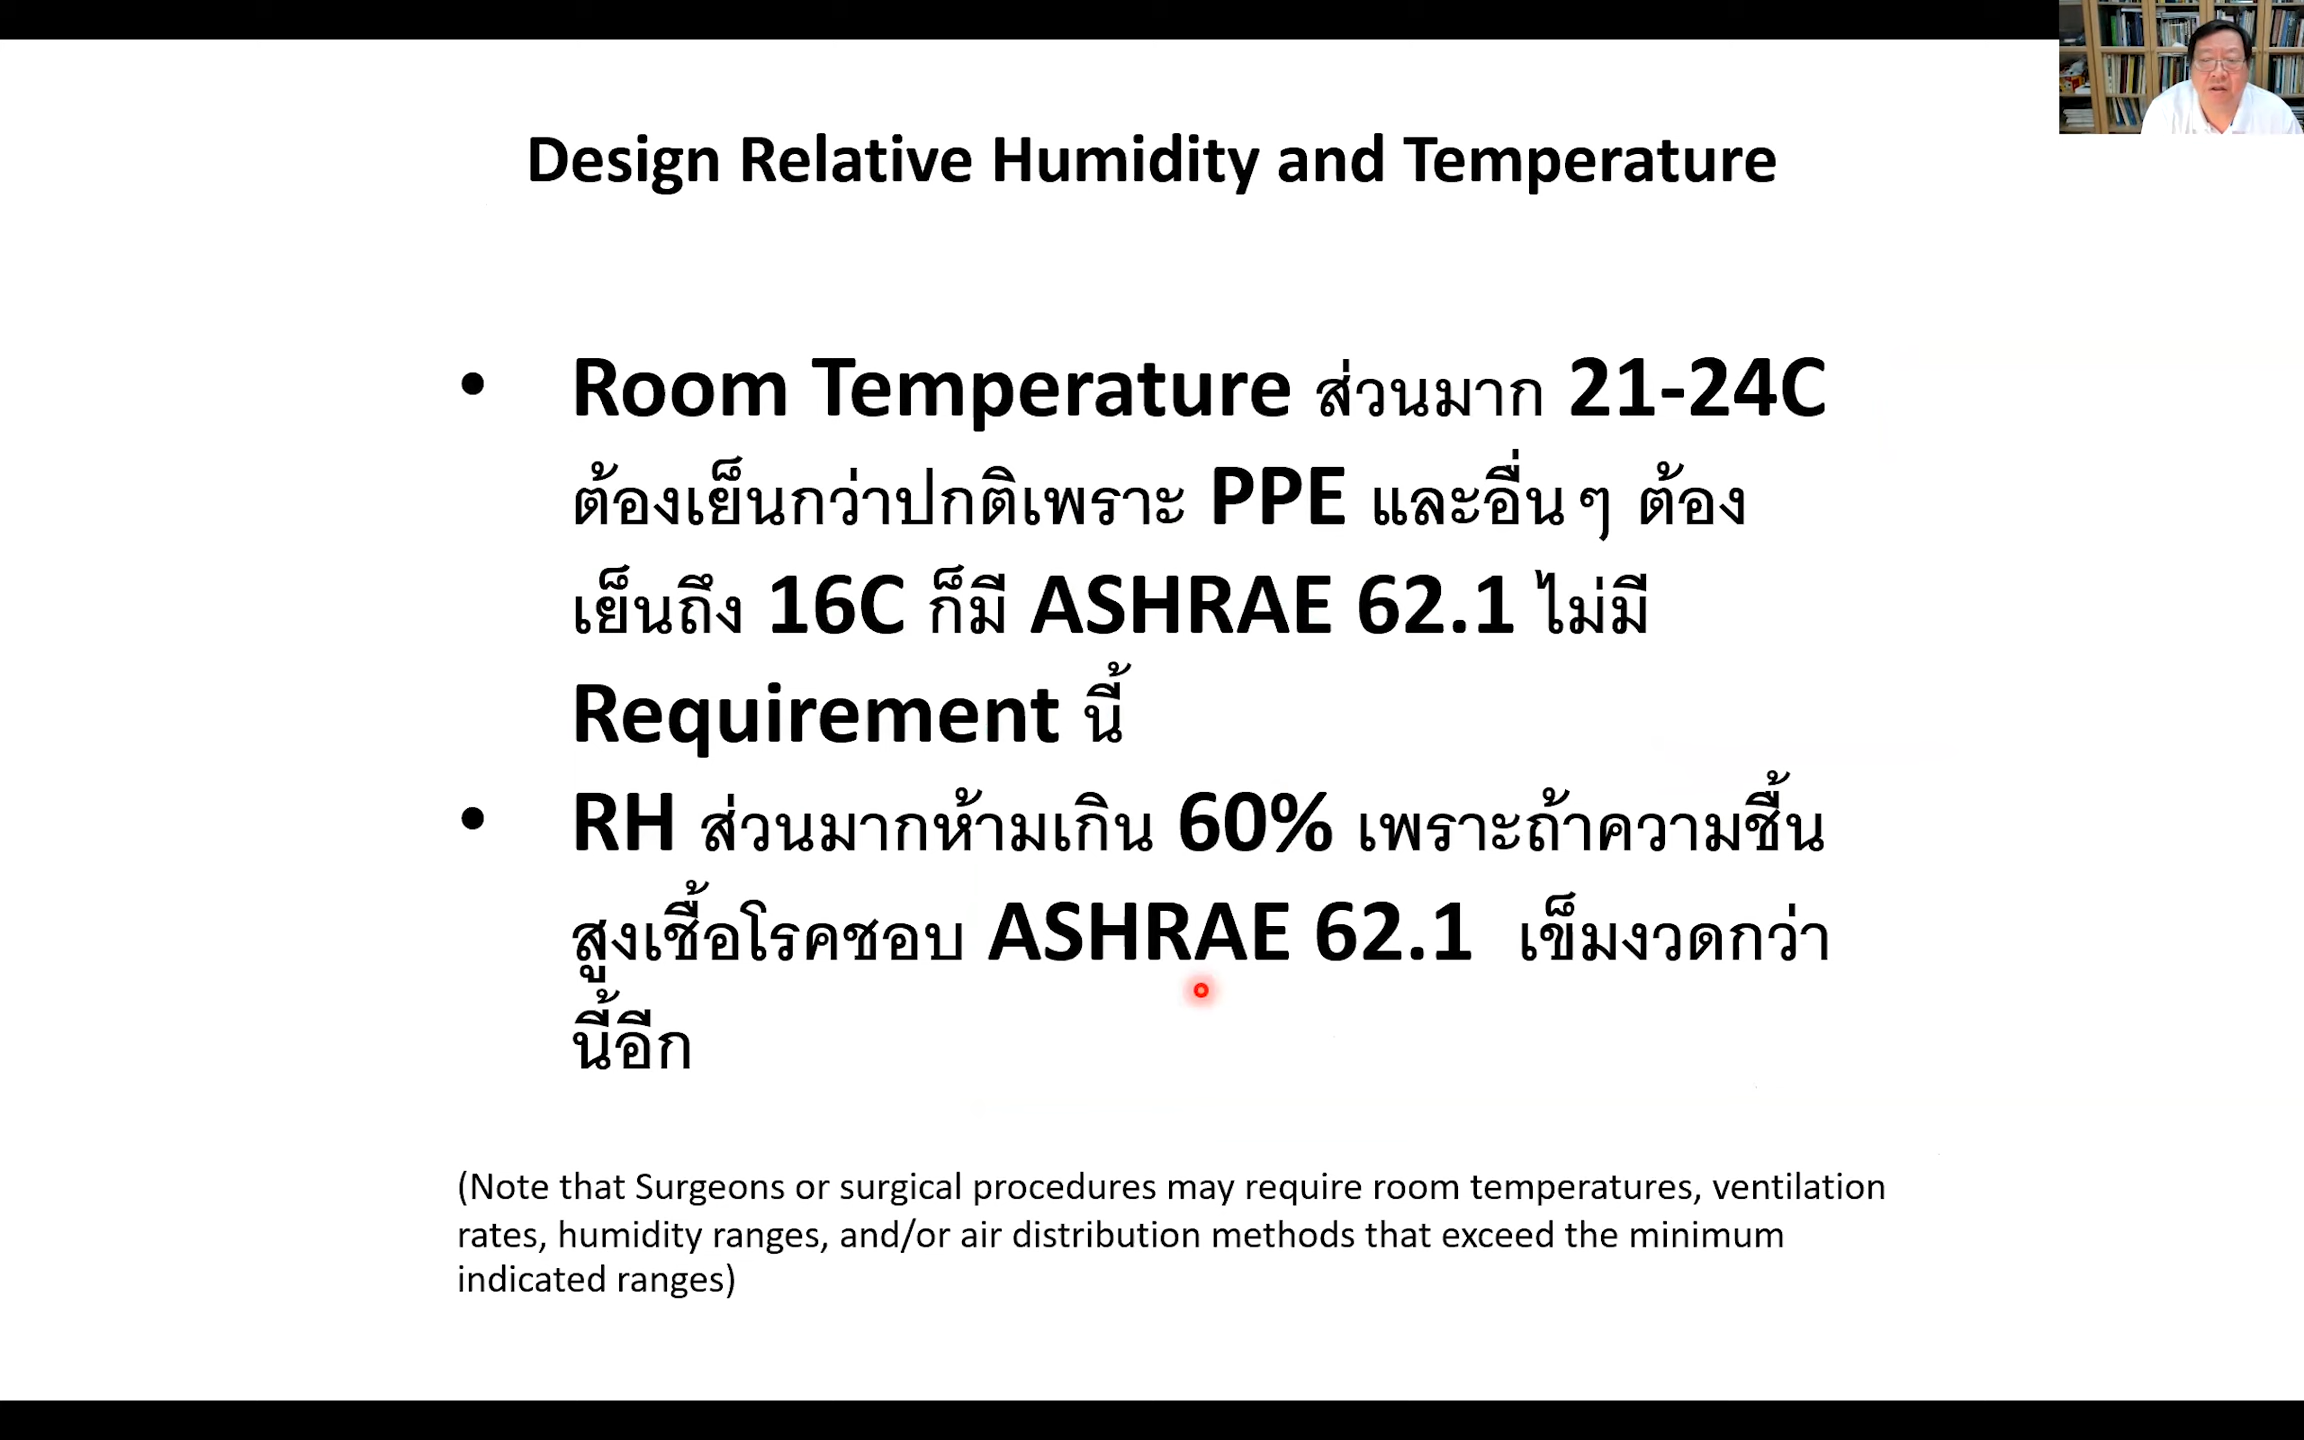 Design Relative Humidity and Temperature
• Room Temperature ส่วนมาก 21-24C
ต้องเย็นกว่าปกติเพราะ PPE และอื่นๆ ต้อง
เย็นถึง 16C ก็มี ASHRAE 62.1 ไม่มี
Requirement นี้
• RH ส่วนมากห้ามเกิน 60% เพราะถ้าความชื้น
สูงเชื้อโรคชอบ ASHRAE 62.1 เข็มงวดกว่า
นี้อีก
(Note that Surgeons or surgical procedures may require room temperatures, ventilation
rates, humidity ranges, and/or air distribution methods that exceed the minimum
indicated ranges)